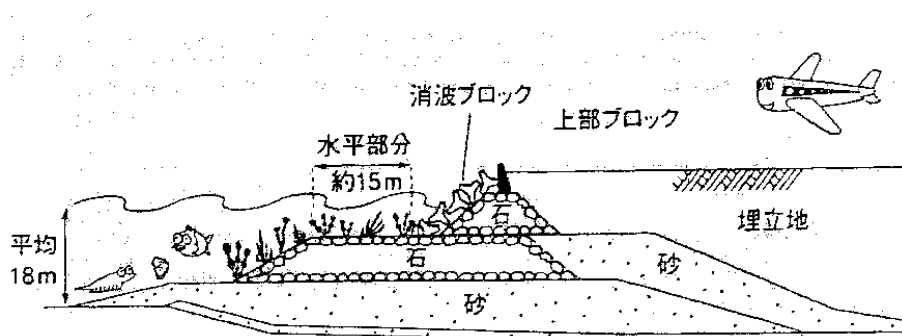 消波ブロック
上部ブロック
水平部分
約15m
石
埋立地
平均
18m
石
砂
砂